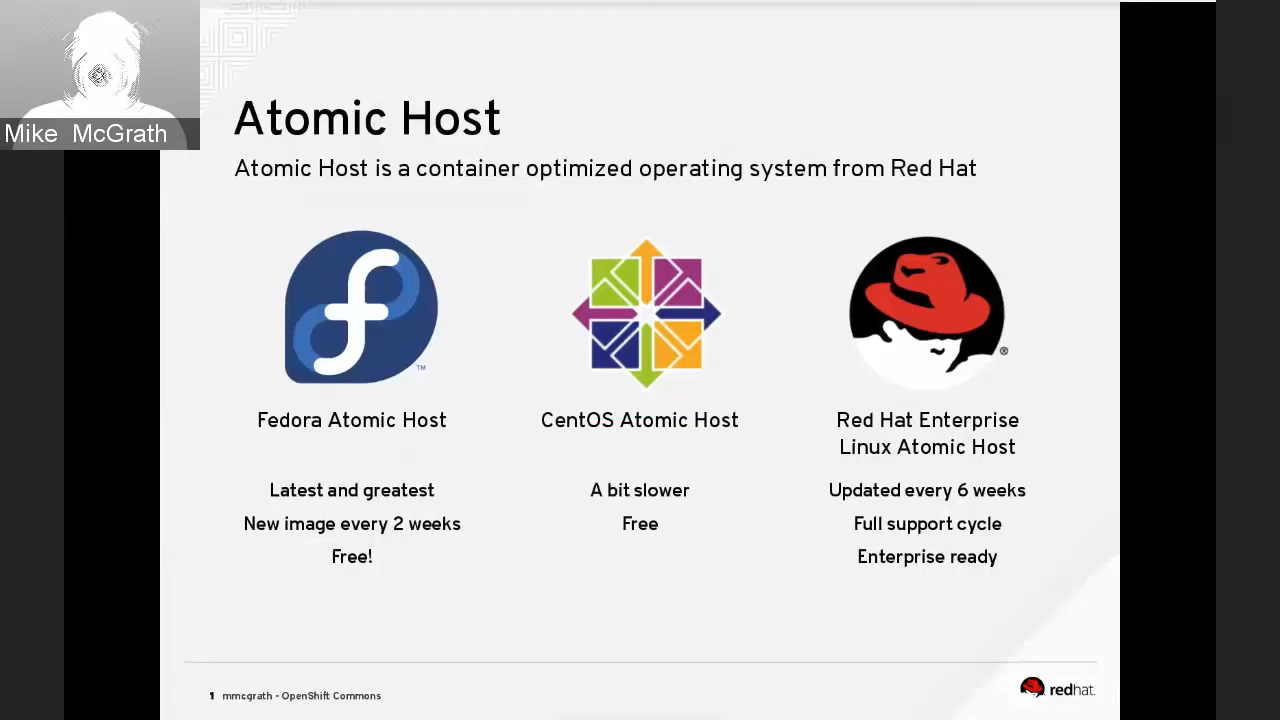 Mike McGrath
Atomic Host
Atomic Host is a container optimized operating system from Red Hat
TM
®
Fedora Atomic Host
CentOS Atomic Host
Red Hat Enterprise
Linux Atomic Host
Latest and greatest
New image every 2 weeks
Free!
A bit slower
Free
Updated every 6 weeks
Full support cycle
Enterprise ready
1 mmcgrath - OpenShift Commons
redhat.